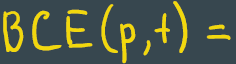 BCE(p,t) =